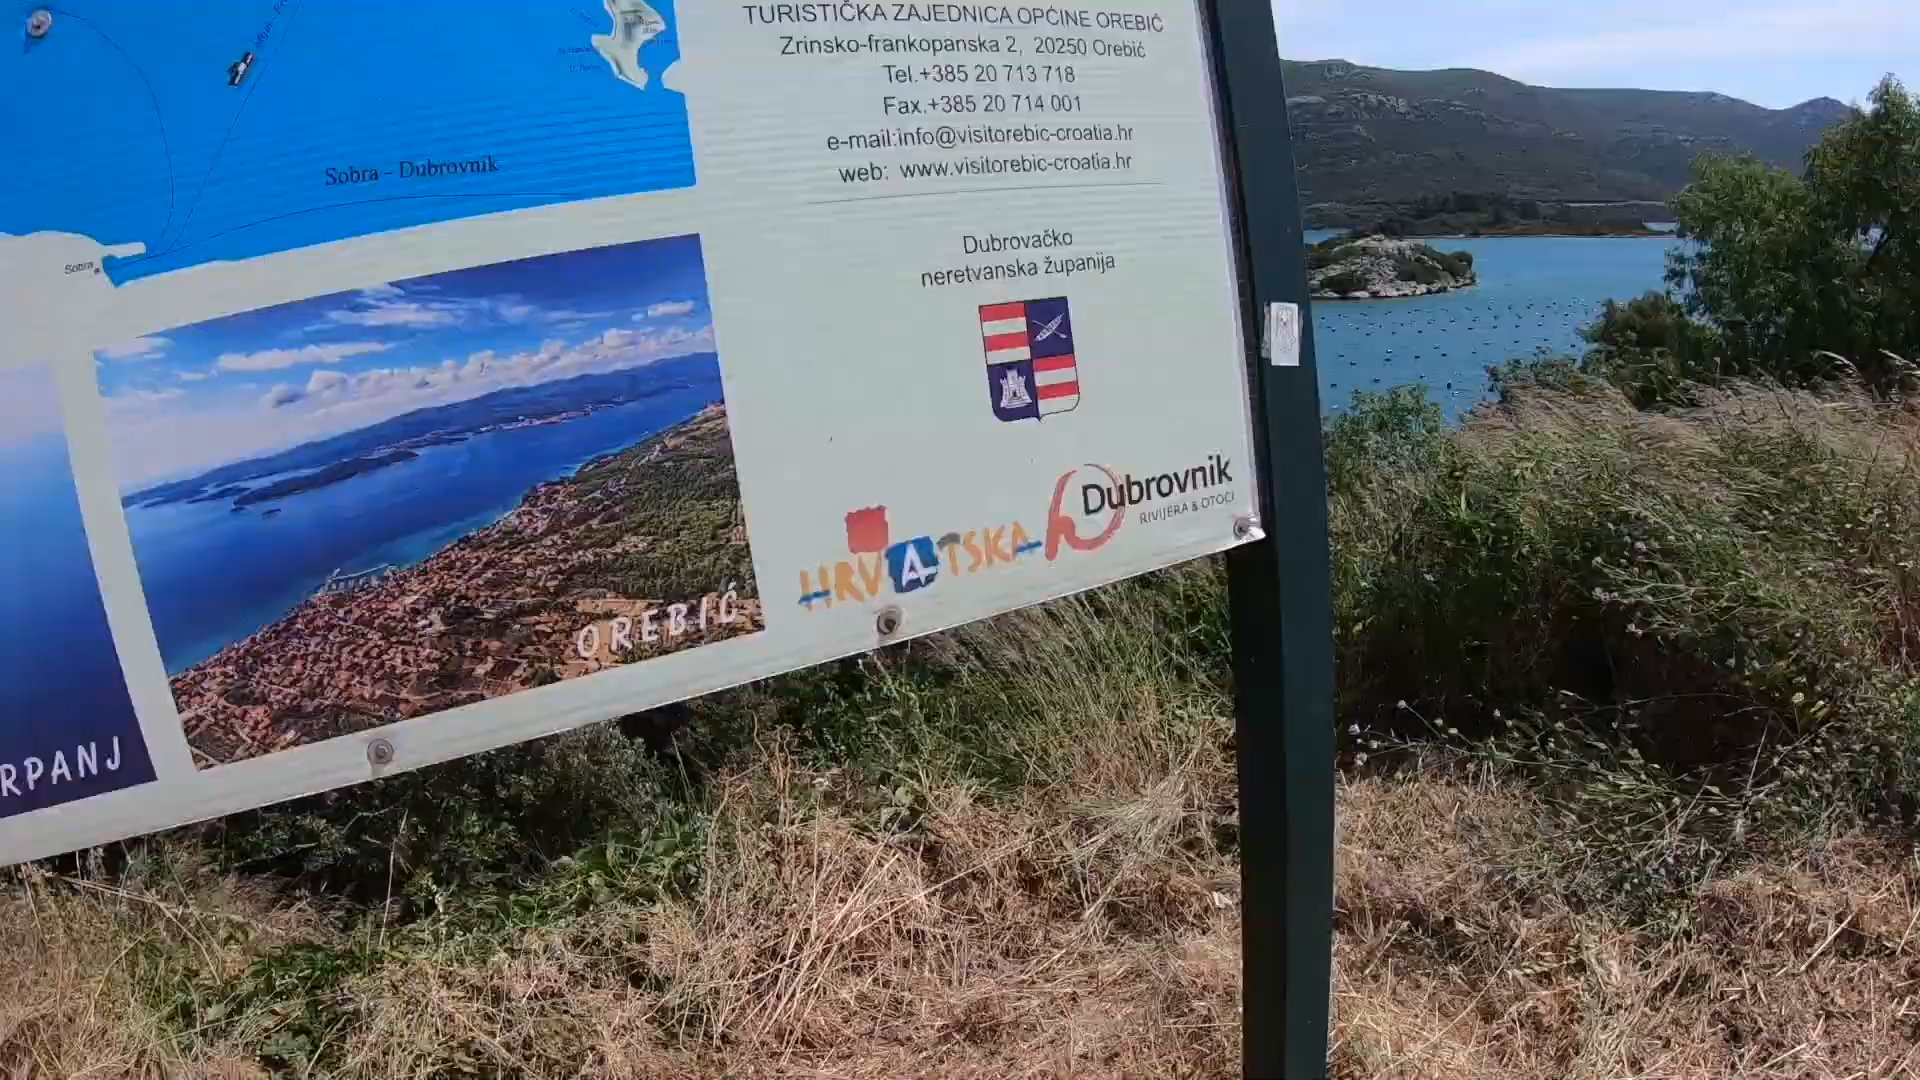 TURISTIČKA ZAJEDNICA OPĆINE OREBIĆ
Zrinsko-frankopanska 2, 20250 Orebić
Tel.+385 20 713 718
Fax.+385 20 714 001
e-mail:info@visitorebic-croatia.hr
web: www.visitorebic-croatia.hr
Sobra - Dubrovnik
Sobra
Dubrovačko
neretvanska županija
HRVATSKA
Dubrovnik
RIVIJERA & OTOCI
OREBIĆ
RPANJ